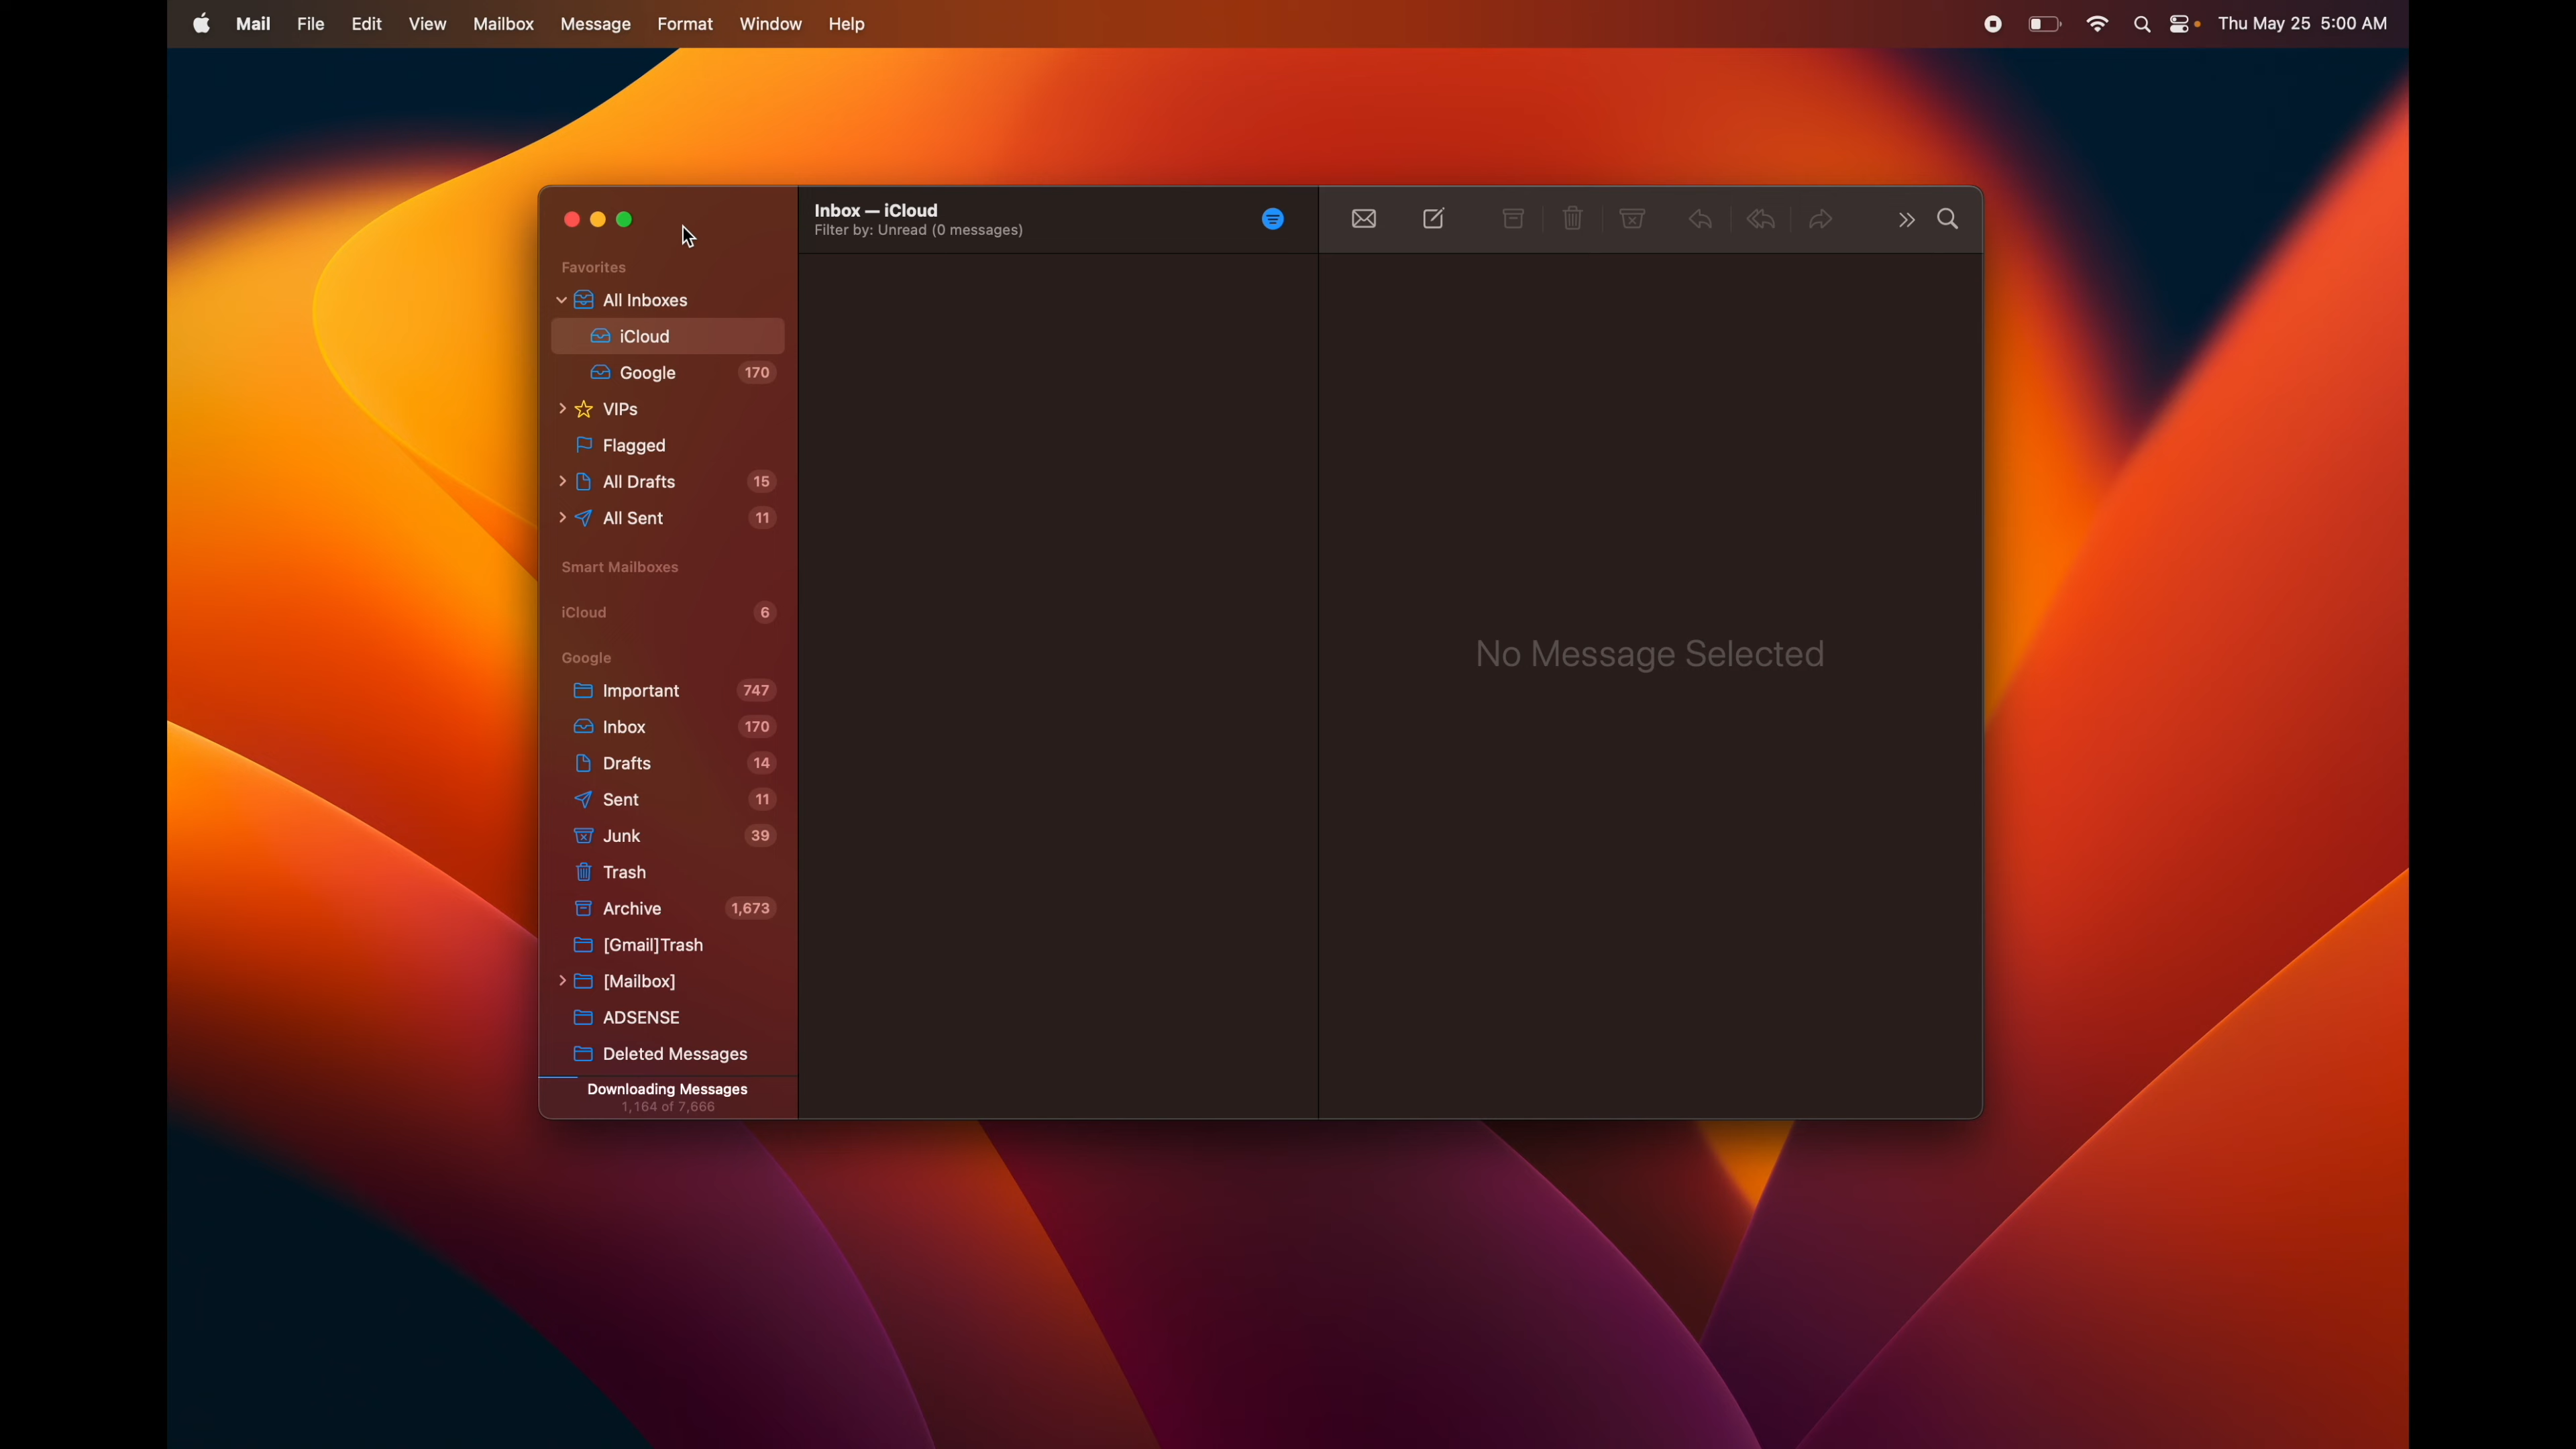 Mail File Edit View Mailbox Message Format Window Help Thu May 25 5:00 AM
Favorites
All Inboxes
iCloud
Google 170
VIPs
Flagged
All Drafts 15
All Sent 11
Smart Mailboxes
iCloud 6
Google
Important 747
Inbox 170
Drafts 14
Sent 11
Junk 39
Trash
Archive 1,673
[Gmail]Trash
[Mailbox]
ADSENSE
Deleted Messages
Downloading Messages
1,164 of 7,666
Inbox — iCloud
Filter by: Unread (0 messages)
No Message Selected